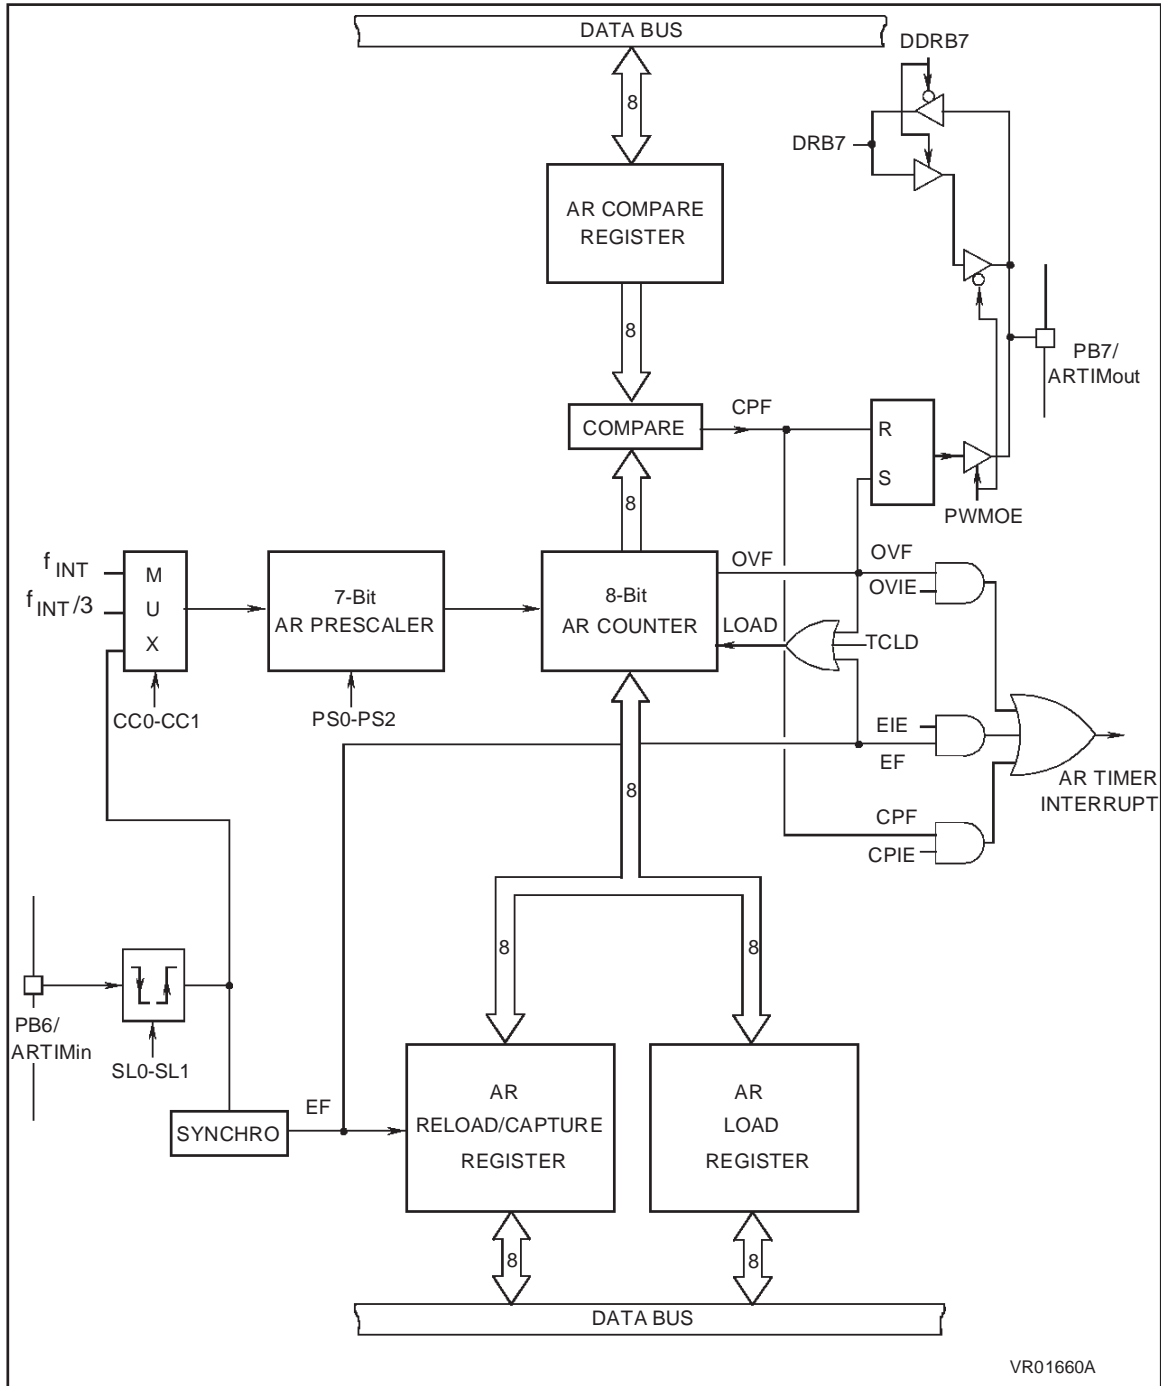 DATA BUS
DDRB7
8
DRB7
AR COMPARE
REGISTER
8
PB7/
ARTIMout
CPF
COMPARE
R
S
8
PWMOE
fINT
M
OVF
OVF
fINT/3
U
7-Bit
AR PRESCALER
8-Bit
AR COUNTER
OVIE
LOAD
X
TCLD
CC0-CC1
PS0-PS2
EIE
EF
AR TIMER
INTERRUPT
8
CPF
CPIE
8
8
PB6/
ARTIMin
SL0-SL1
EF
SYNCHRO
AR
RELOAD/CAPTURE
REGISTER
AR
LOAD
REGISTER
8
8
DATA BUS
VR01660A